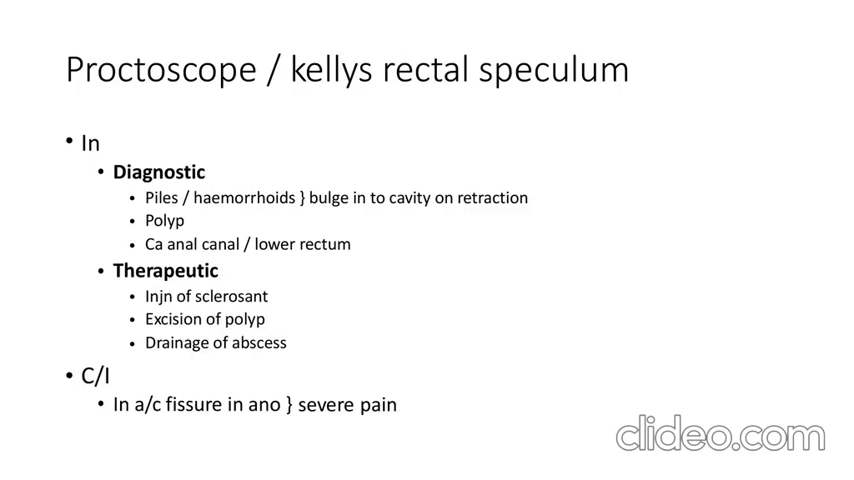 Proctoscope / kellys rectal speculum
• In
• Diagnostic
• Piles / haemorrhoids } bulge in to cavity on retraction
• Polyp
• Ca anal canal / lower rectum
• Therapeutic
• Injn of sclerosant
• Excision of polyp
• Drainage of abscess
• C/I
• In a/c fissure in ano } severe pain
clideo.com